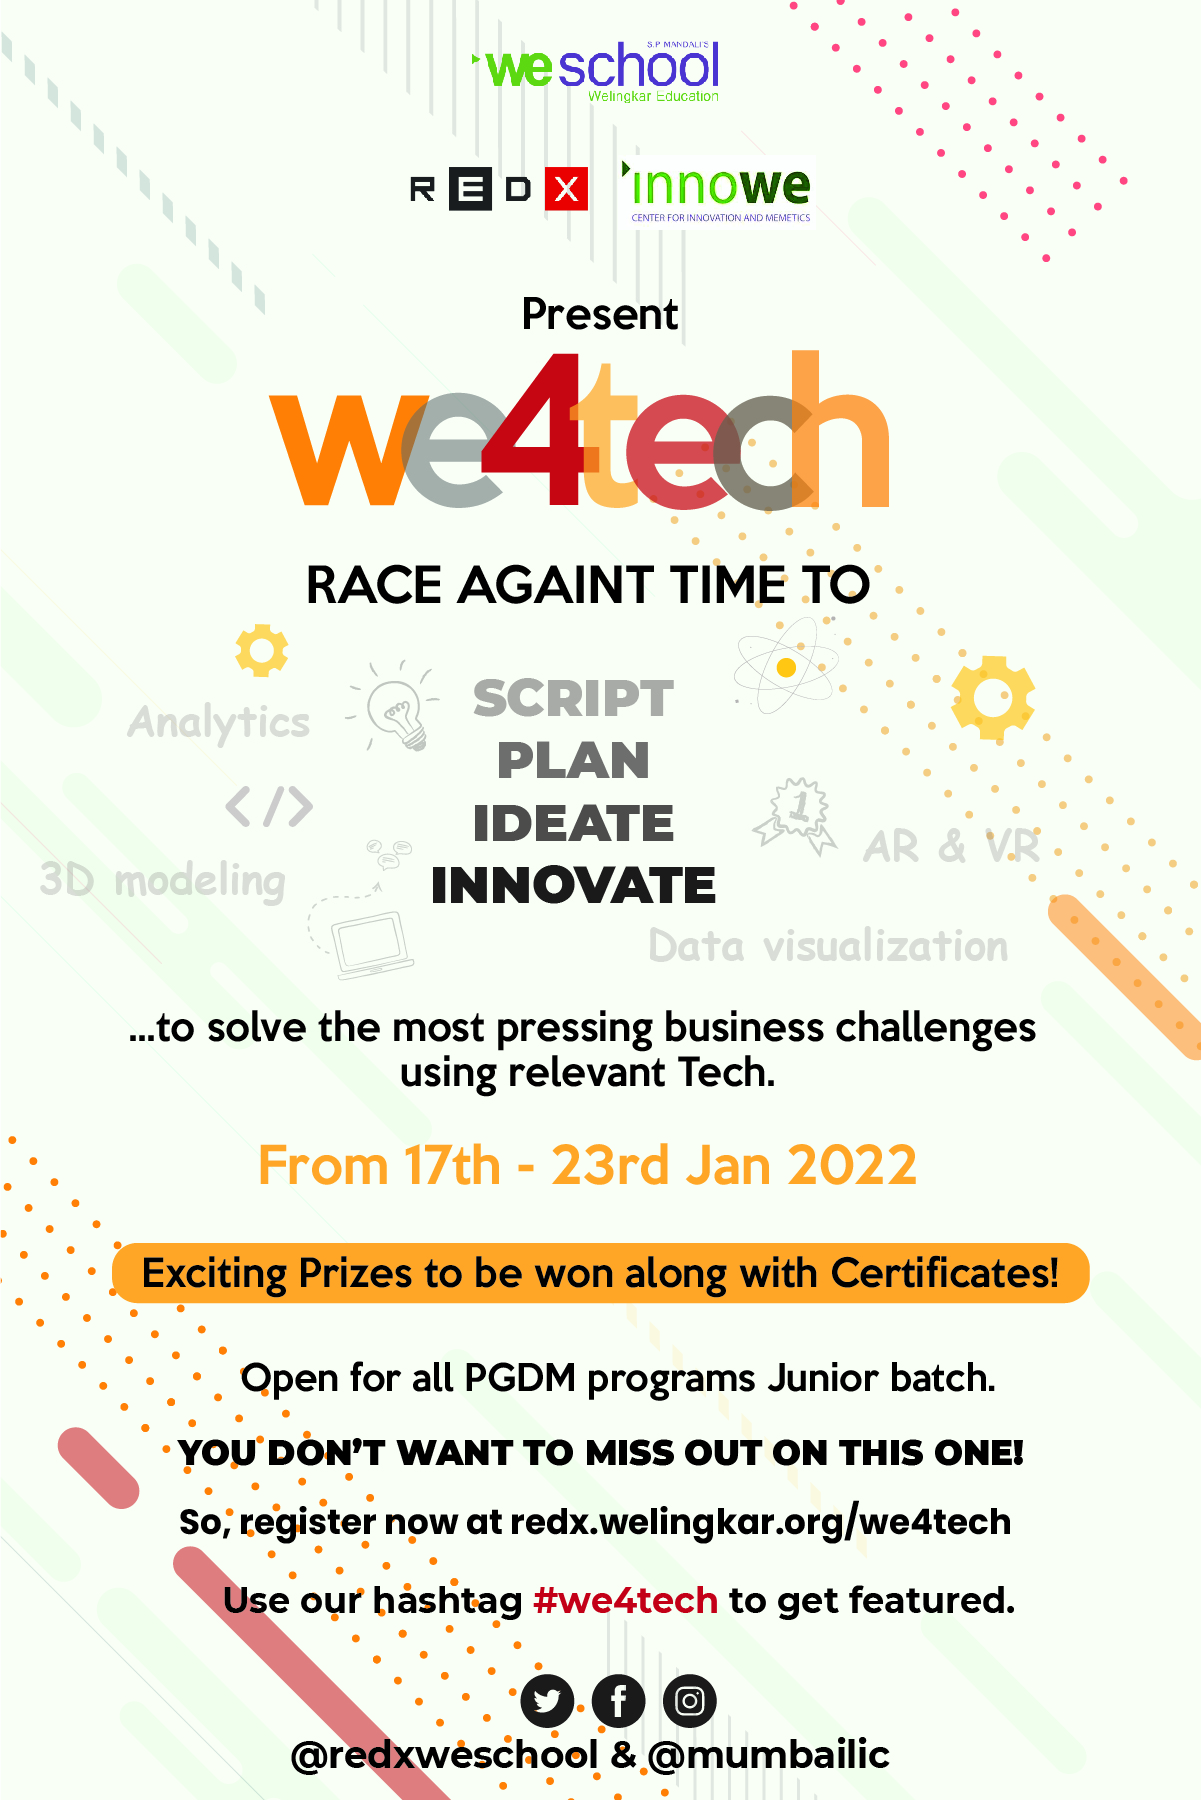 S.P. MANDALI'S
we school
Welingkar Education
REDX
innowe
CENTER FOR INNOVATION AND MEMETICS
Present
we4tech
RACE AGAINT TIME TO
SCRIPT
Analytics
PLAN
IDEATE
</>
1
AR & VR
3D modeling
INNOVATE
Data visualization
...to solve the most pressing business challenges
using relevant Tech.
From 17th - 23rd Jan 2022
Exciting Prizes to be won along with Certificates!
Open for all PGDM programs Junior batch.
YOU DON'T WANT TO MISS OUT ON THIS ONE!
So, register now at redx.welingkar.org/we4tech
Use our hashtag #we4tech to get featured.
@redxweschool & @mumbailic